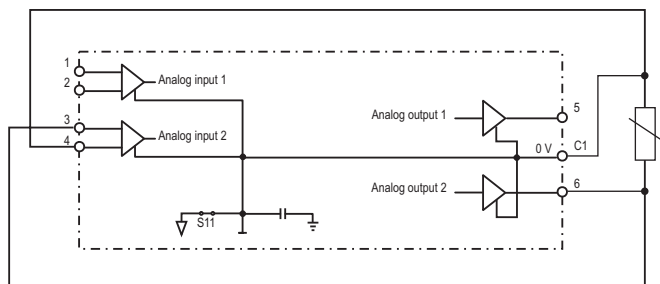 1
Analog input 1
2
3
Analog input 2
4
Analog output 1
5
0 V
C1
Analog output 2
6
S11